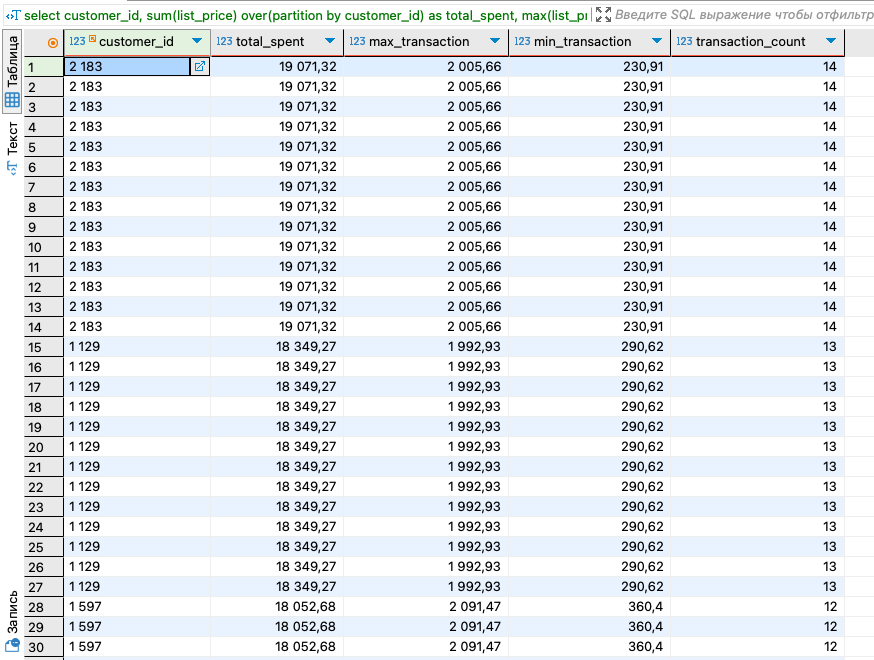 select customer_id, sum(list_price) over(partition by customer_id) as total_spent, max(list_pri Введите SQL выражение чтобы отфильтр
Таблица
Текст
Запись
123 customer_id 123 total_spent 123 max_transaction 123 min_transaction 123 transaction_count
1 2 183 19 071,32 2 005,66 230,91 14
2 2 183 19 071,32 2 005,66 230,91 14
3 2 183 19 071,32 2 005,66 230,91 14
4 2 183 19 071,32 2 005,66 230,91 14
5 2 183 19 071,32 2 005,66 230,91 14
6 2 183 19 071,32 2 005,66 230,91 14
7 2 183 19 071,32 2 005,66 230,91 14
8 2 183 19 071,32 2 005,66 230,91 14
9 2 183 19 071,32 2 005,66 230,91 14
10 2 183 19 071,32 2 005,66 230,91 14
11 2 183 19 071,32 2 005,66 230,91 14
12 2 183 19 071,32 2 005,66 230,91 14
13 2 183 19 071,32 2 005,66 230,91 14
14 2 183 19 071,32 2 005,66 230,91 14
15 1 129 18 349,27 1 992,93 290,62 13
16 1 129 18 349,27 1 992,93 290,62 13
17 1 129 18 349,27 1 992,93 290,62 13
18 1 129 18 349,27 1 992,93 290,62 13
19 1 129 18 349,27 1 992,93 290,62 13
20 1 129 18 349,27 1 992,93 290,62 13
21 1 129 18 349,27 1 992,93 290,62 13
22 1 129 18 349,27 1 992,93 290,62 13
23 1 129 18 349,27 1 992,93 290,62 13
24 1 129 18 349,27 1 992,93 290,62 13
25 1 129 18 349,27 1 992,93 290,62 13
26 1 129 18 349,27 1 992,93 290,62 13
27 1 129 18 349,27 1 992,93 290,62 13
28 1 597 18 052,68 2 091,47 360,4 12
29 1 597 18 052,68 2 091,47 360,4 12
30 1 597 18 052,68 2 091,47 360,4 12